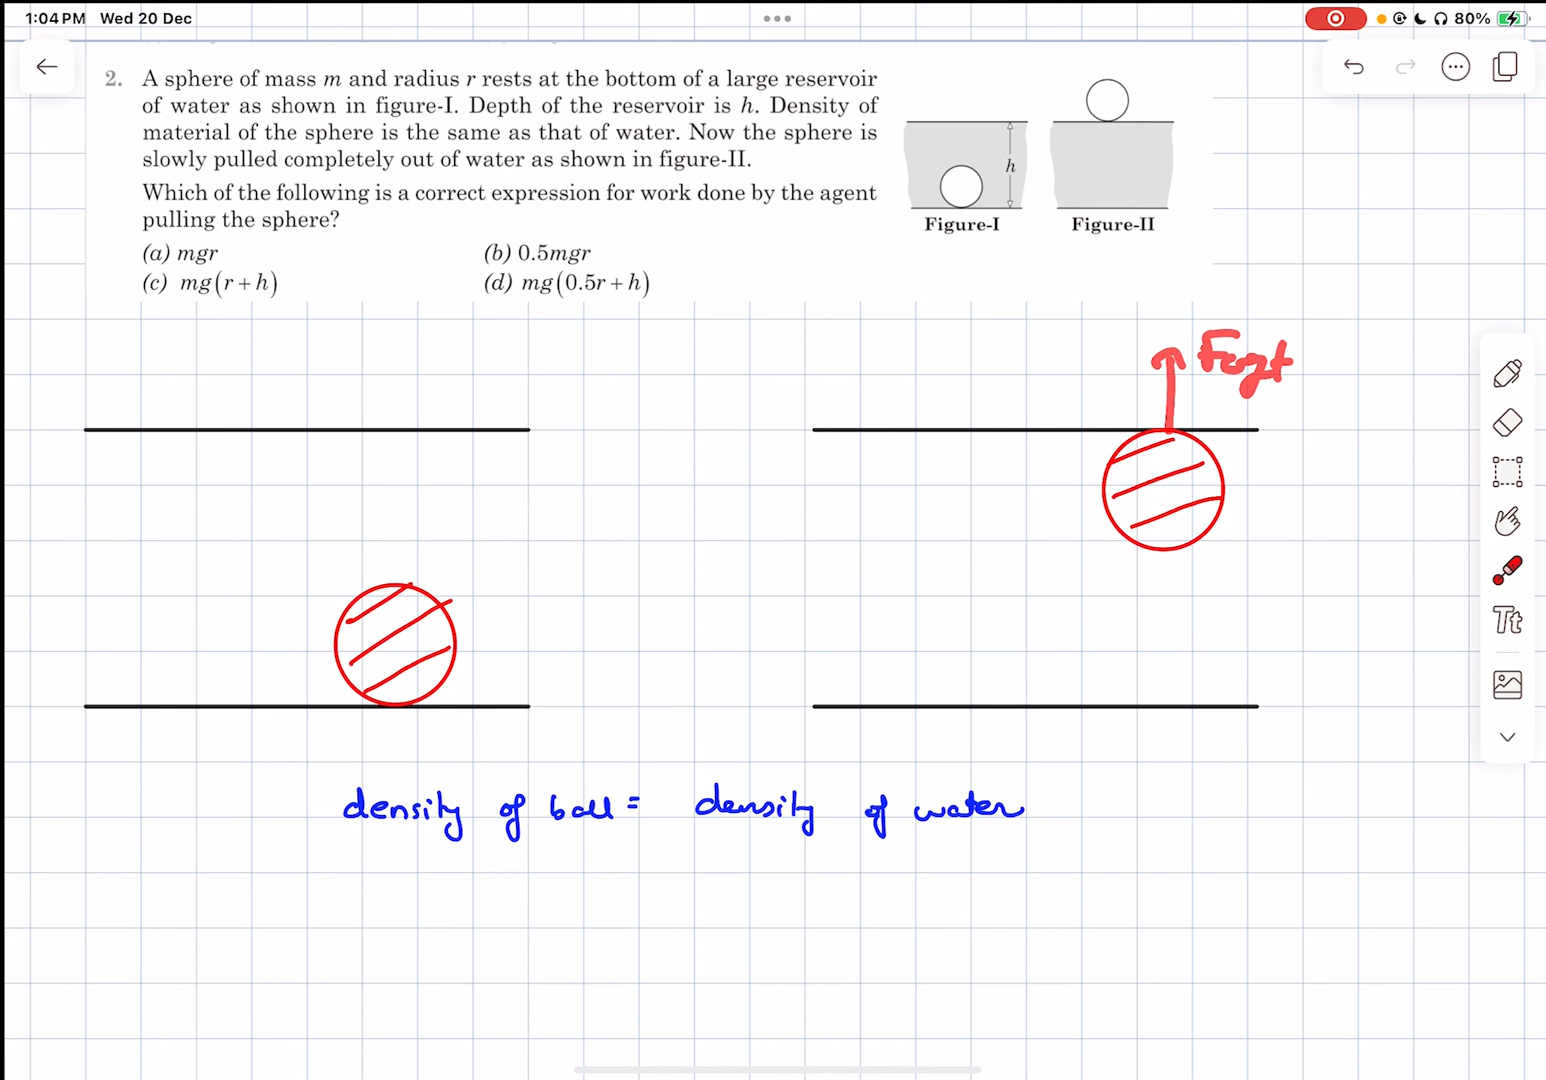 1:04 PM Wed 20 Dec
80%
2. A sphere of mass m and radius r rests at the bottom of a large reservoir
of water as shown in figure-I. Depth of the reservoir is h. Density of
material of the sphere is the same as that of water. Now the sphere is
slowly pulled completely out of water as shown in figure-II.
Which of the following is a correct expression for work done by the agent
pulling the sphere?
(a) mgr (b) 0.5mgr
(c) mg(r+h) (d) mg(0.5r+h)
h
Figure-I Figure-II
density of ball = density of water
Tt